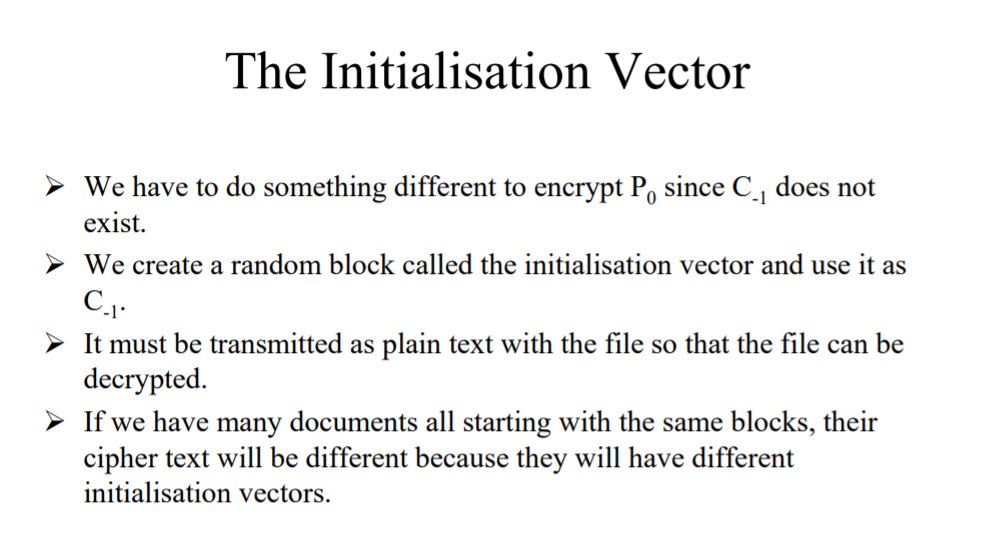 The Initialisation Vector
➢ We have to do something different to encrypt P₀ since C₋₁ does not
exist.
➢ We create a random block called the initialisation vector and use it as
C₋₁.
➢ It must be transmitted as plain text with the file so that the file can be
decrypted.
➢ If we have many documents all starting with the same blocks, their
cipher text will be different because they will have different
initialisation vectors.